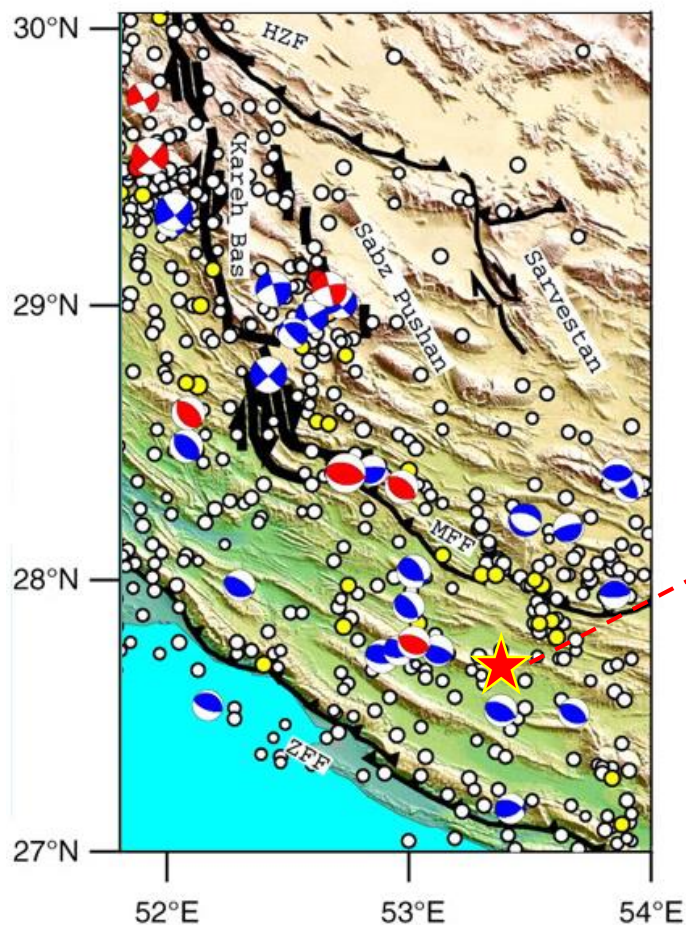 30°N
HZF
Kareh Bas
Sabz Pushan
Sarvestan
29°N
MFF
28°N
ZFF
27°N
52°E
53°E
54°E